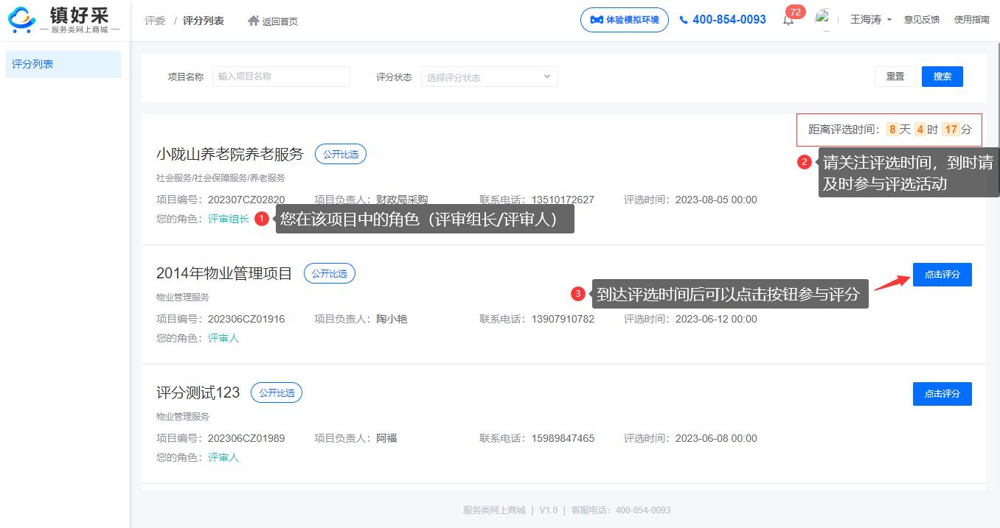 镇好采
服务类网上商城
评委 / 评分列表 返回首页
体验模拟环境 400-854-0093 72 王海涛 意见反馈 使用指南
评分列表
项目名称 输入项目名称 评分状态 选择评分状态 重置 搜索
距离评选时间: 8 天 4 时 17 分
小陇山养老院养老服务 公开比选
2 请关注评选时间，到时请
及时参与评选活动
社会服务/社会保障服务/养老服务
项目编号: 202307CZ02820 项目负责人: 财政局采购 联系电话: 13510172627 评选时间: 2023-08-05 00:00
您的角色: 评审组长 1 您在该项目中的角色（评审组长/评审人）
2014年物业管理项目 公开比选 点击评分
3 到达评选时间后可以点击按钮参与评分
物业管理服务
项目编号: 202306CZ01916 项目负责人: 陶小艳 联系电话: 13907910782 评选时间: 2023-06-12 00:00
您的角色: 评审人
评分测试123 公开比选 点击评分
物业管理服务
项目编号: 202306CZ01989 项目负责人: 阿福 联系电话: 15989847465 评选时间: 2023-06-08 00:00
您的角色: 评审人
服务类网上商城 | V1.0 | 客服电话: 400-854-0093